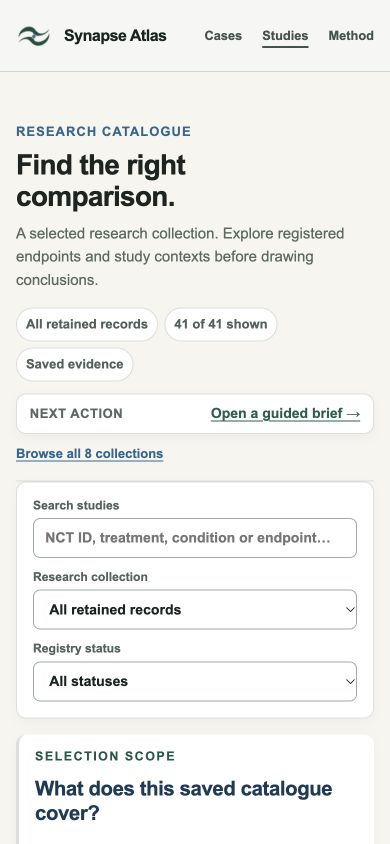 Synapse Atlas
Cases
Studies
Method
RESEARCH CATALOGUE
Find the right
comparison.
A selected research collection. Explore registered
endpoints and study contexts before drawing
conclusions.
All retained records
41 of 41 shown
Saved evidence
NEXT ACTION
Open a guided brief →
Browse all 8 collections
Search studies
NCT ID, treatment, condition or endpoint...
Research collection
All retained records
Registry status
All statuses
SELECTION SCOPE
What does this saved catalogue
cover?